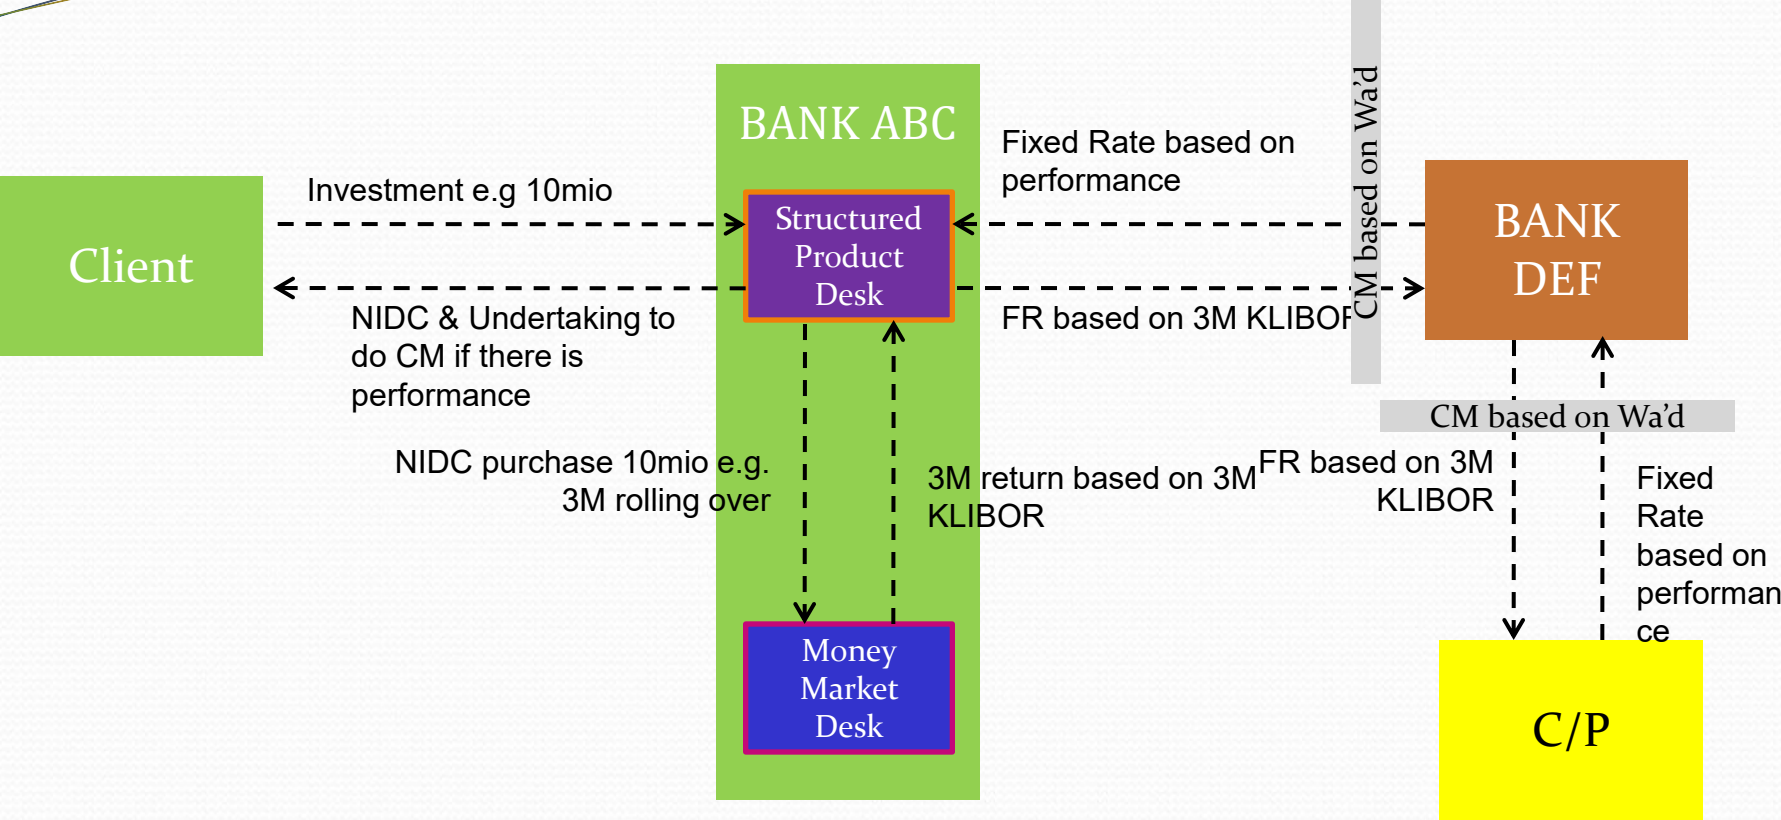 BANK ABC
CM based on Wa'd
Fixed Rate based on
performance
Investment e.g 10mio
Structured
Product
Desk
BANK
DEF
Client
NIDC & Undertaking to
do CM if there is
performance
FR based on 3M KLIBOR
CM based on Wa'd
NIDC purchase 10mio e.g.
3M rolling over
3M return based on 3M
KLIBOR
FR based on 3M
KLIBOR
Fixed
Rate
based on
performan
ce
Money
Market
Desk
C/P